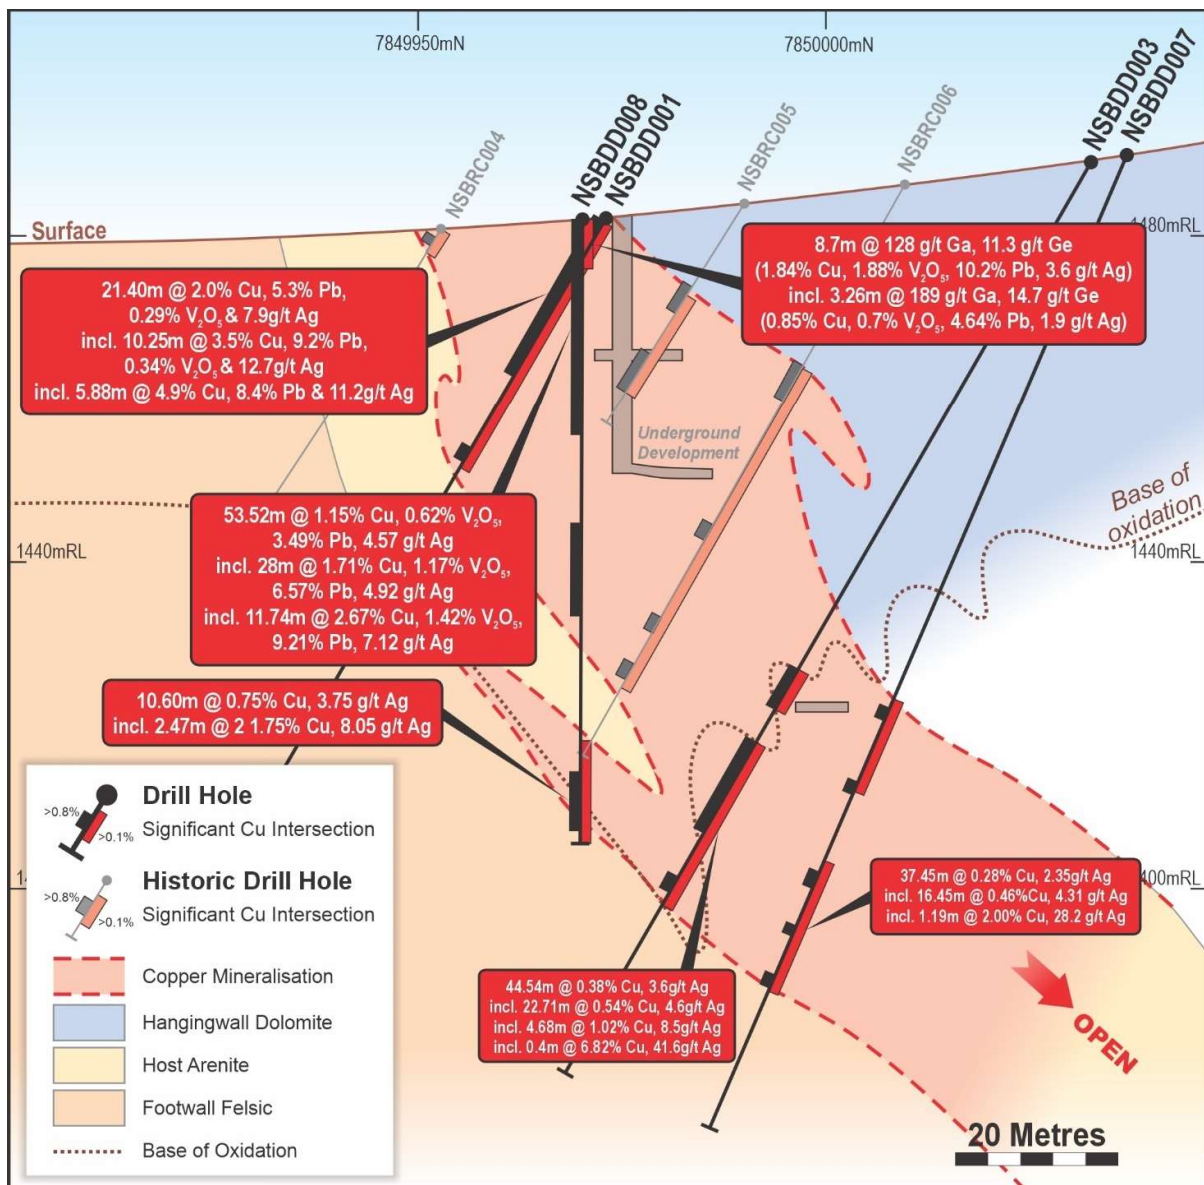 7849950mN
7850000mN
NSBRC004
NSBDD008
NSBDD001
NSBRC005
NSBRC006
NSBDD003
NSBDD007
Surface
1480mRL
8.7m @ 128 g/t Ga, 11.3 g/t Ge
(1.84% Cu, 1.88% V₂O₅, 10.2% Pb, 3.6 g/t Ag)
incl. 3.26m @ 189 g/t Ga, 14.7 g/t Ge
(0.85% Cu, 0.7% V₂O₅, 4.64% Pb, 1.9 g/t Ag)
21.40m @ 2.0% Cu, 5.3% Pb,
0.29% V₂O₅ & 7.9g/t Ag
incl. 10.25m @ 3.5% Cu, 9.2% Pb,
0.34% V₂O₅ & 12.7g/t Ag
incl. 5.88m @ 4.9% Cu, 8.4% Pb & 11.2g/t Ag
Underground
Development
Base of
oxidation
1440mRL
1440mRL
53.52m @ 1.15% Cu, 0.62% V₂O₅,
3.49% Pb, 4.57 g/t Ag
incl. 28m @ 1.71% Cu, 1.17% V₂O₅,
6.57% Pb, 4.92 g/t Ag
incl. 11.74m @ 2.67% Cu, 1.42% V₂O₅,
9.21% Pb, 7.12 g/t Ag
10.60m @ 0.75% Cu, 3.75 g/t Ag
incl. 2.47m @ 2 1.75% Cu, 8.05 g/t Ag
37.45m @ 0.28% Cu, 2.35g/t Ag
incl. 16.45m @ 0.46%Cu, 4.31 g/t Ag
incl. 1.19m @ 2.00% Cu, 28.2 g/t Ag
400mRL
44.54m @ 0.38% Cu, 3.6g/t Ag
incl. 22.71m @ 0.54% Cu, 4.6g/t Ag
incl. 4.68m @ 1.02% Cu, 8.5g/t Ag
incl. 0.4m @ 6.82% Cu, 41.6g/t Ag
OPEN
20 Metres
Drill Hole
>0.8%
>0.1%
Significant Cu Intersection
Historic Drill Hole
>0.8%
>0.1%
Significant Cu Intersection
Copper Mineralisation
Hangingwall Dolomite
Host Arenite
Footwall Felsic
Base of Oxidation